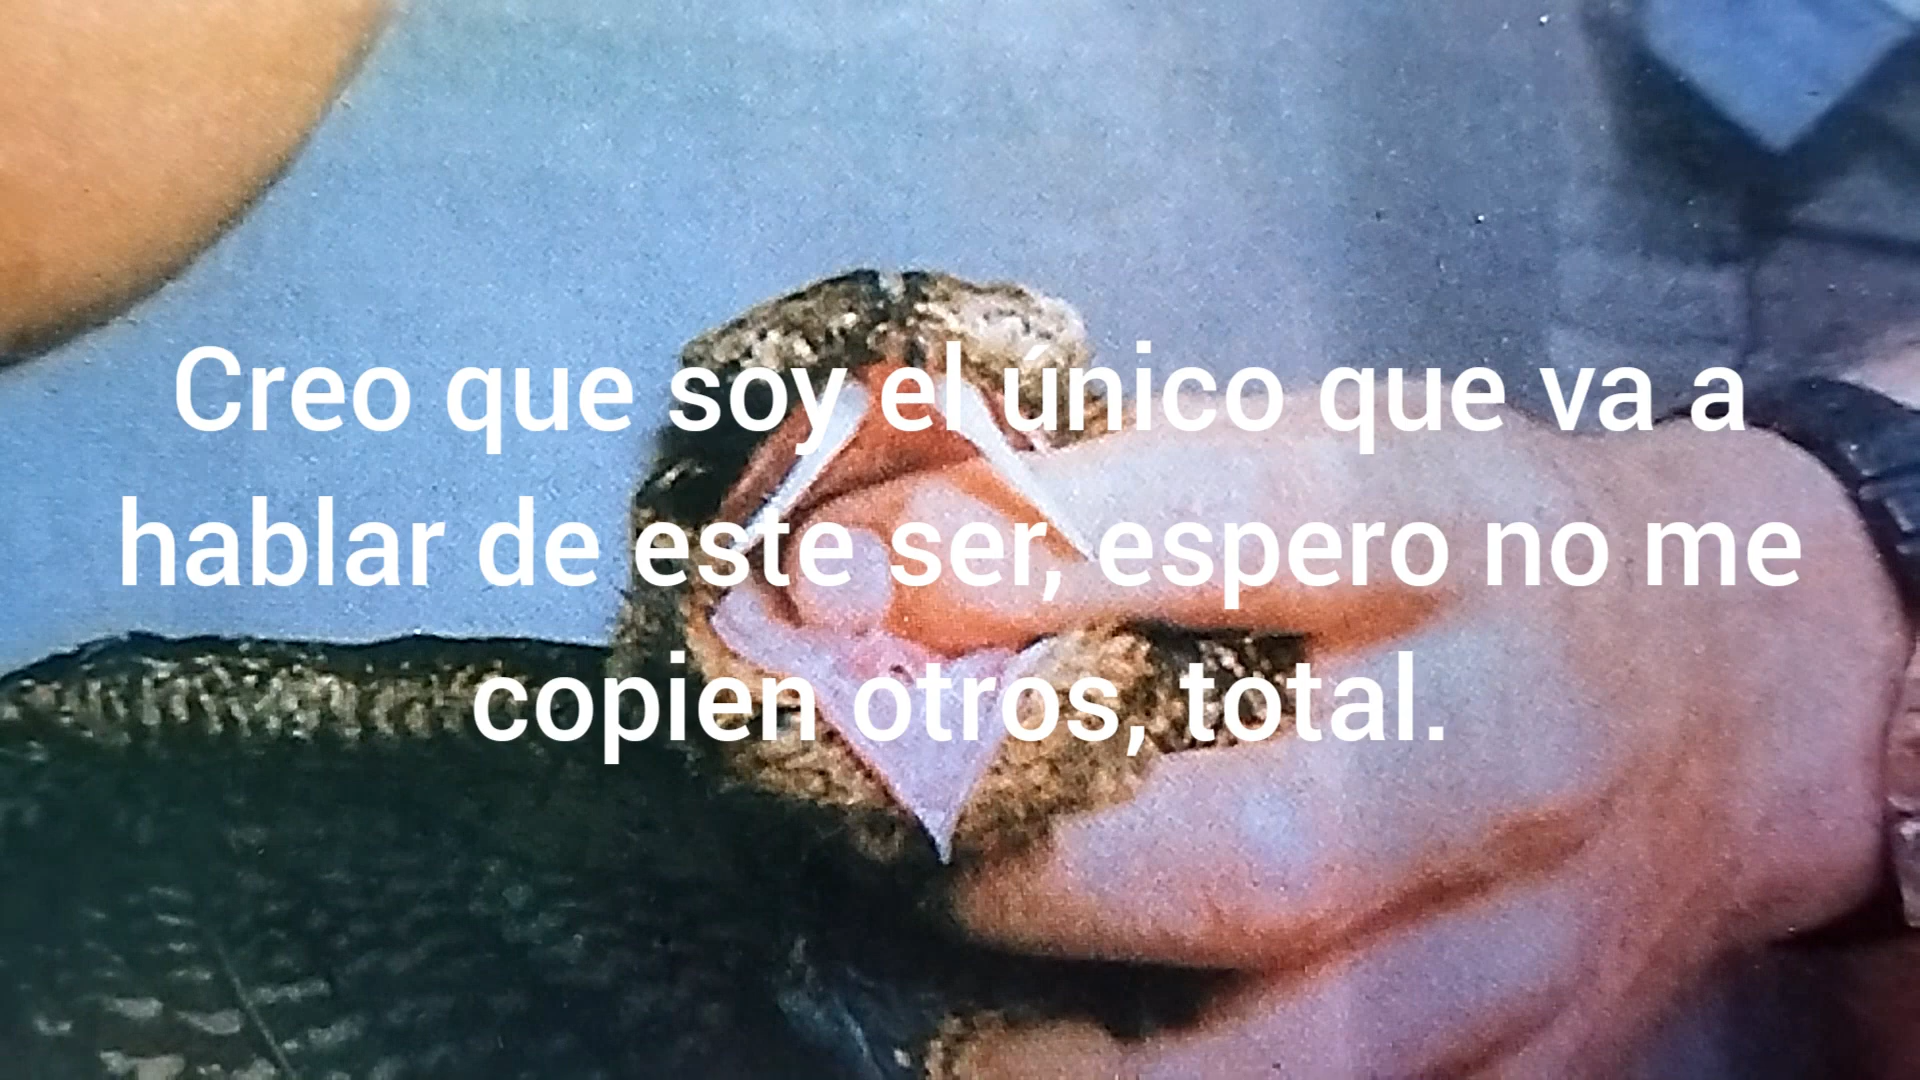 Creo que soy el único que va a
hablar de este ser, espero no me
copien otros, total.